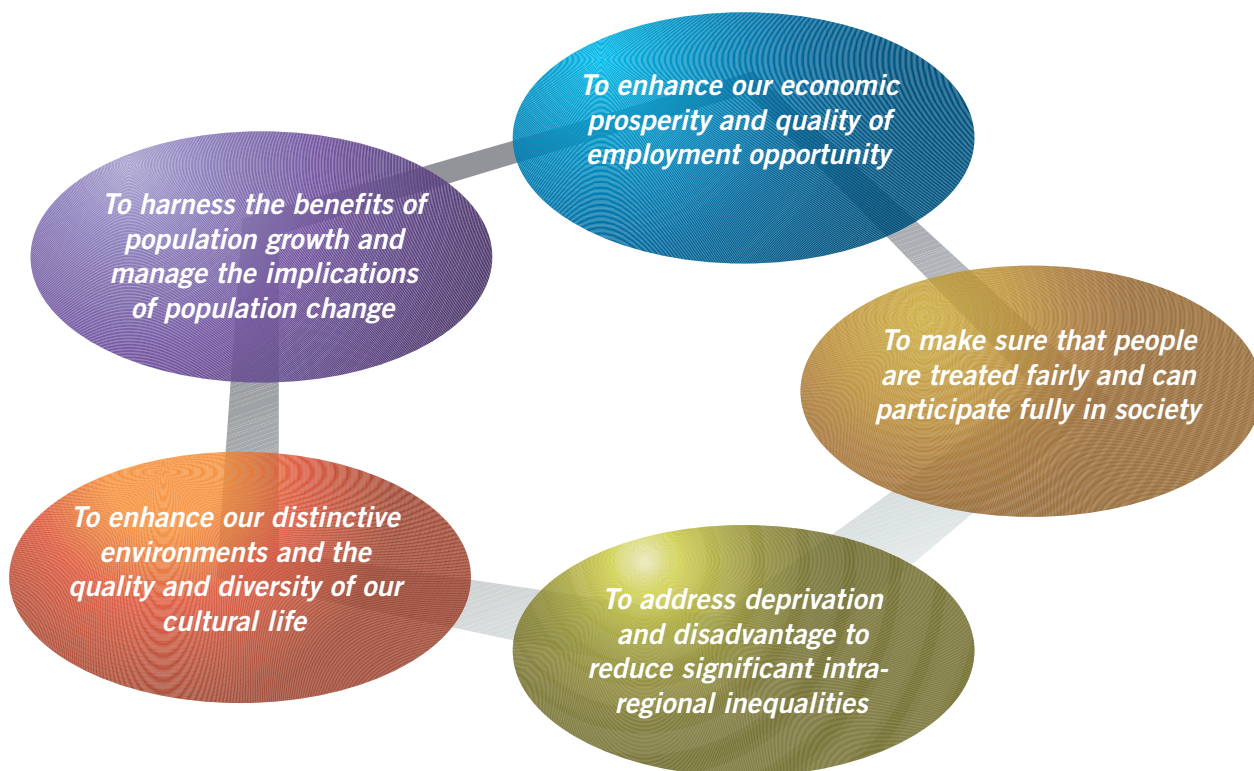 To enhance our economic
prosperity and quality of
employment opportunity
To harness the benefits of
population growth and
manage the implications
of population change
To make sure that people
are treated fairly and can
participate fully in society
To enhance our distinctive
environments and the
quality and diversity of our
cultural life
To address deprivation
and disadvantage to
reduce significant intra-
regional inequalities